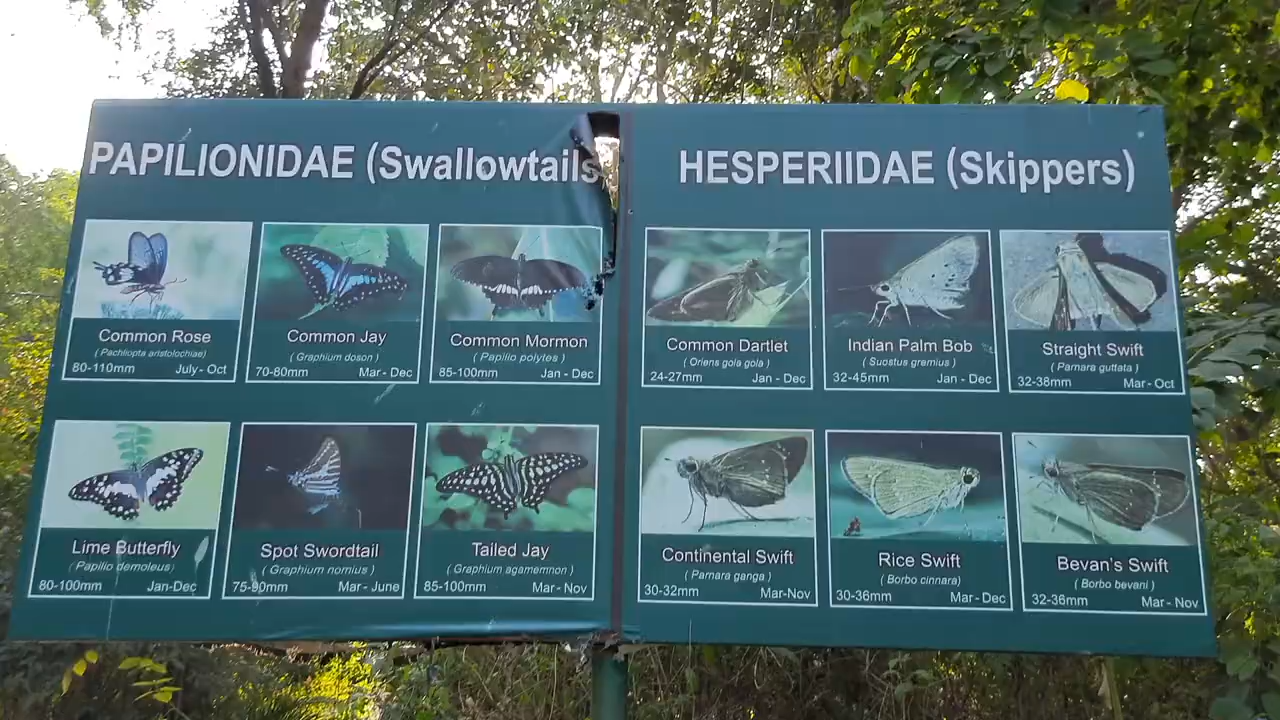 PAPILIONIDAE (Swallowtails
Common Rose
( Pachliopta aristolochiae)
80-110mm July - Oct
Common Jay
( Graphium doson )
70-80mm Mar - Dec
Common Mormon
( Papilio polytes )
85-100mm Jan - Dec
Lime Butterfly
( Papilio demoleus )
80-100mm Jan-Dec
Spot Swordtail
( Graphium nomius )
75-90mm Mar - June
Tailed Jay
( Graphium agamemnon )
85-100mm Mar - Nov
HESPERIIDAE (Skippers)
Common Dartlet
( Oriens gola gola )
24-27mm Jan - Dec
Indian Palm Bob
( Suostus gremius )
32-45mm Jan - Dec
Straight Swift
( Parnara guttata )
32-38mm Mar - Oct
Continental Swift
( Parnara ganga )
30-32mm Mar-Nov
Rice Swift
( Borbo cinnara)
30-36mm Mar - Dec
Bevan's Swift
( Borbo bevani )
32-36mm Mar - Nov